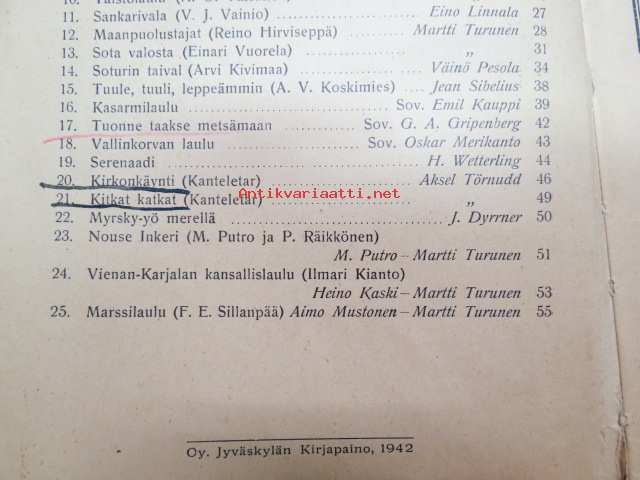 11. Sankarivala (V. J. Vainio) Eino Linnala 27
12. Maanpuolustajat (Reino Hirviseppä) Martti Turunen 28
13. Sota valosta (Einari Vuorela) „ 31
14. Soturin taival (Arvi Kivimaa) Väinö Pesola 34
15. Tuule, tuuli, leppeämmin (A. V. Koskimies) Jean Sibelius 38
16. Kasarmilaulu Sov. Emil Kauppi 39
17. Tuonne taakse metsämaan Sov. G. A. Gripenberg 42
18. Vallinkorvan laulu Sov. Oskar Merikanto 43
19. Serenaadi H. Wetterling 44
20. Kirkonkäynti (Kanteletar) Aksel Törnudd 46
21. Kitkat katkat (Kanteletar) „ 49
22. Myrsky-yö merellä J. Dyrrner 50
23. Nouse Inkeri (M. Putro ja P. Räikkönen)
M. Putro – Martti Turunen 51
24. Vienan-Karjalan kansallislaulu (Ilmari Kianto)
Heino Kaski – Martti Turunen 53
25. Marssilaulu (F. E. Sillanpää) Aimo Mustonen – Martti Turunen 55
Oy. Jyväskylän Kirjapaino, 1942
Antikvariaatti.net